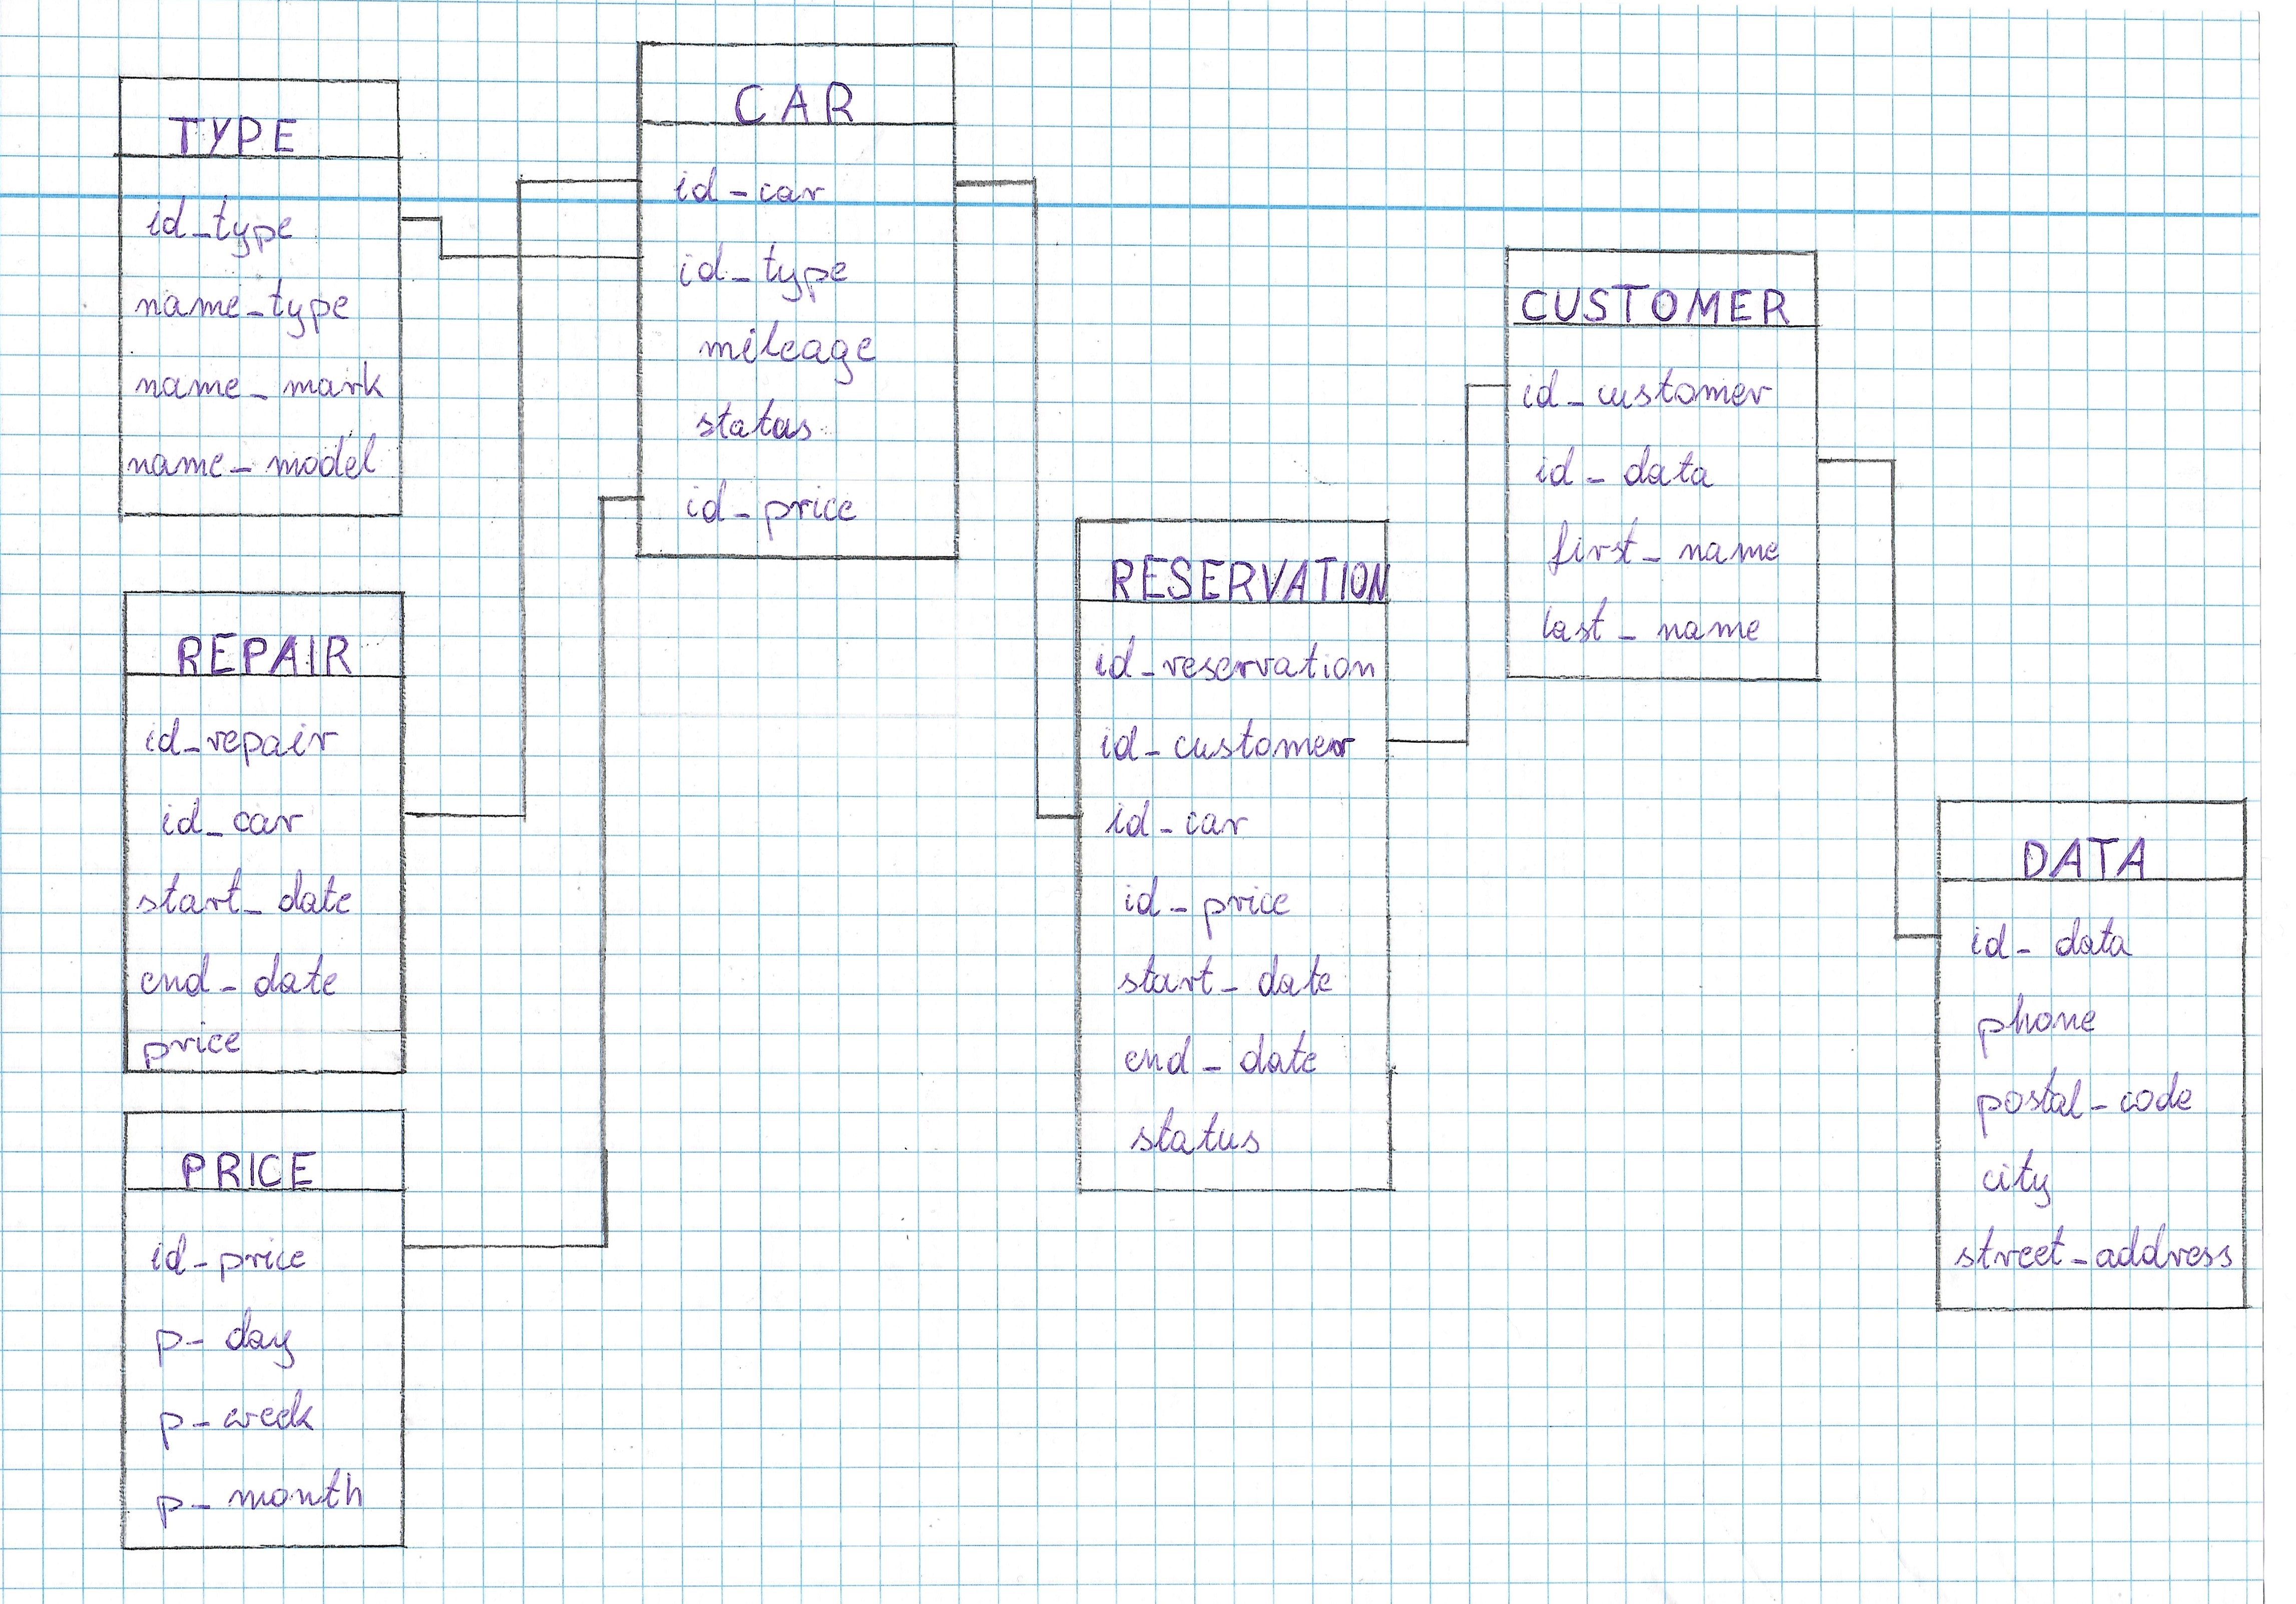 TYPE
id_type
name_type
name_mark
name_model
CAR
id_car
id_type
mileage
status
id_price
REPAIR
id_repair
id_car
start_date
end_date
price
PRICE
id_price
p_day
p_week
p_month
RESERVATION
id_reservation
id_customer
id_car
id_price
start_date
end_date
status
CUSTOMER
id_customer
id_data
first_name
last_name
DATA
id_data
phone
postal_code
city
street_address